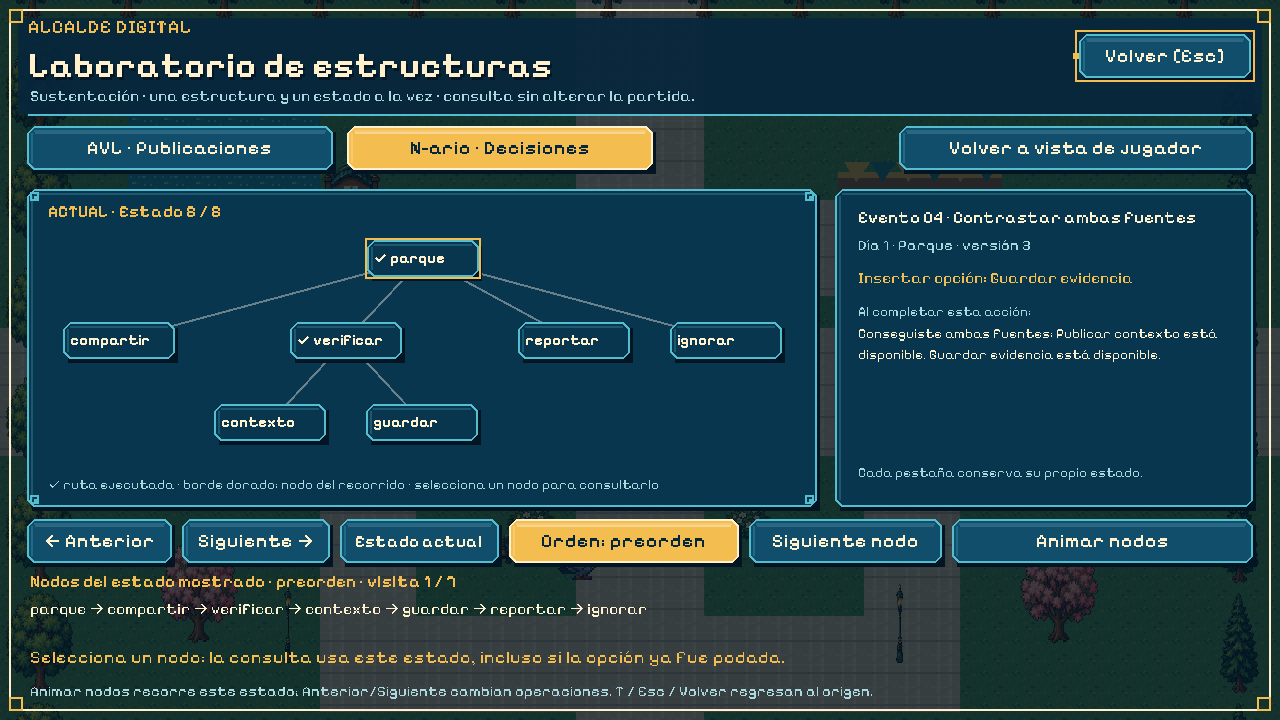 ALCALDE DIGITAL
Laboratorio de estructuras
Volver (Esc)
Sustentación · una estructura y un estado a la vez · consulta sin alterar la partida.
AVL · Publicaciones
N-ario · Decisiones
Volver a vista de jugador
ACTUAL · Estado 8 / 8
✓ parque
compartir
✓ verificar
reportar
ignorar
contexto
guardar
✓ ruta ejecutada · borde dorado: nodo del recorrido · selecciona un nodo para consultarlo
Evento 04 · Contrastar ambas fuentes
Día 1 · Parque · versión 3
Insertar opción: Guardar evidencia
Al completar esta acción:
Conseguiste ambas fuentes: Publicar contexto está
disponible. Guardar evidencia está disponible.
Cada pestaña conserva su propio estado.
← Anterior
Siguiente →
Estado actual
Orden: preorden
Siguiente nodo
Animar nodos
Nodos del estado mostrado · preorden · visita 1 / 7
parque → compartir → verificar → contexto → guardar → reportar → ignorar
Selecciona un nodo: la consulta usa este estado, incluso si la opción ya fue podada.
Animar nodos recorre este estado; Anterior/Siguiente cambian operaciones. T / Esc / Volver regresan al origen.